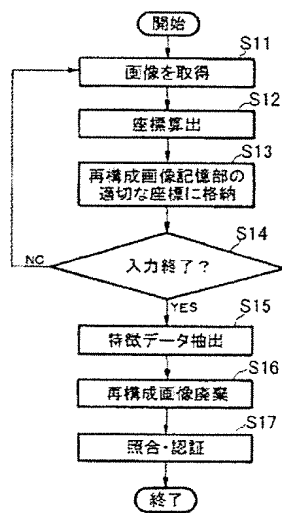 開始
S11
画像を取得
S12
座標算出
S13
再構成画像記憶部の
適切な座標に格納
S14
入力終了?
NC
YES
S15
特徴データ抽出
S16
再構成画像廃棄
S17
照合・認証
終了